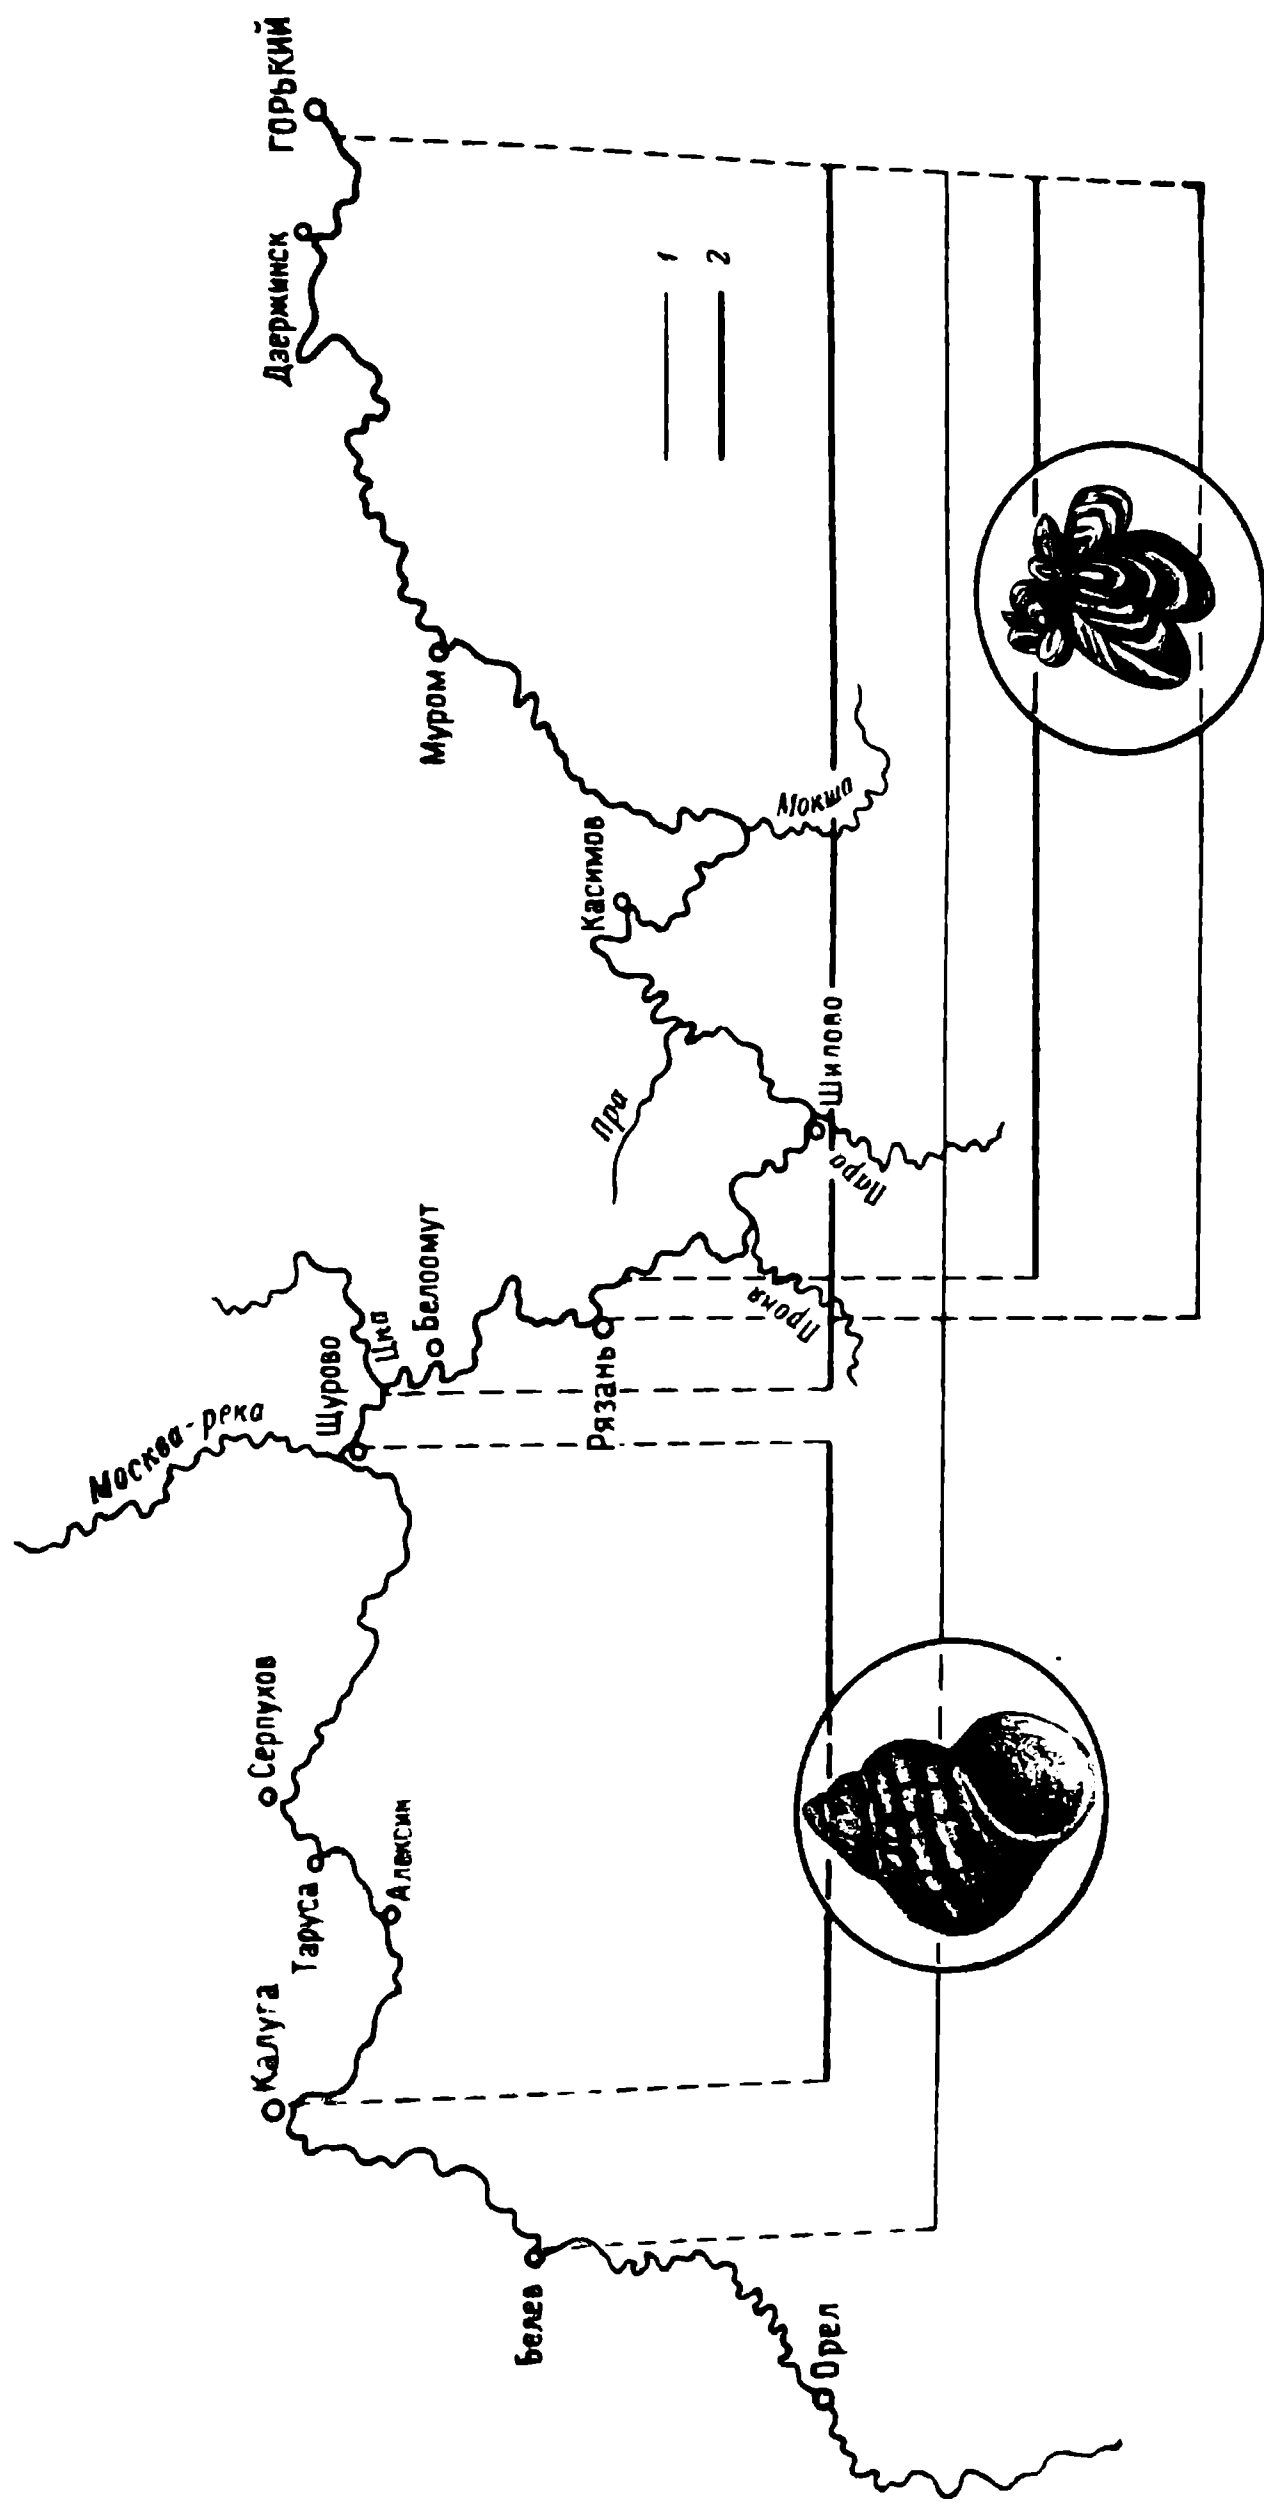 Орел
Белев
Калуга
Таруса
Алексин
Серпухов
Москва-река
Щурово
Цна
Белоомут
Рязань
Проня
Пара
Шилово
Пра
Касимов
Мокша
Муром
Дзержинск
ГОРЬКИЙ
1
2